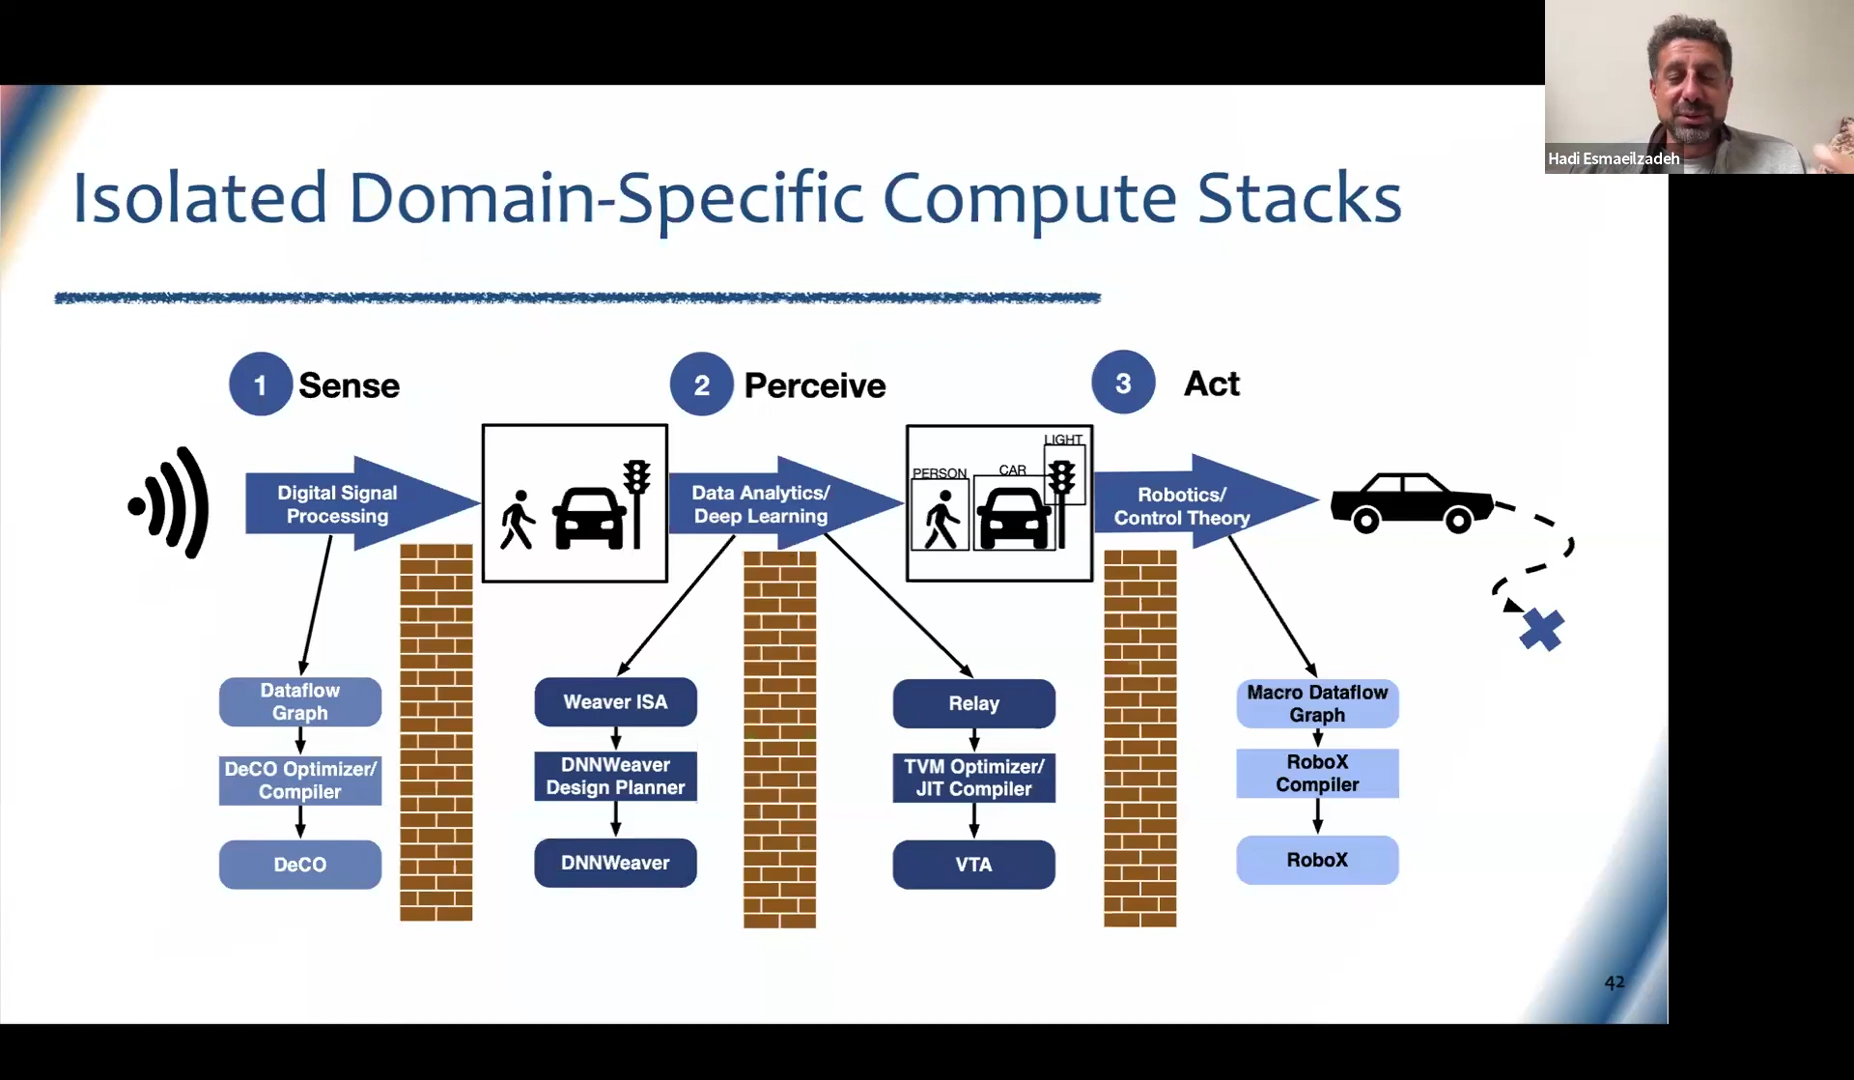 Hadi Esmaeilzadeh
Isolated Domain-Specific Compute Stacks
1 Sense
2 Perceive
3 Act
Digital Signal
Processing
Data Analytics/
Deep Learning
PERSON
CAR
LIGHT
Robotics/
Control Theory
Dataflow
Graph
DeCO Optimizer/
Compiler
DeCO
Weaver ISA
DNNWeaver
Design Planner
DNNWeaver
Relay
TVM Optimizer/
JIT Compiler
VTA
Macro Dataflow
Graph
RoboX
Compiler
RoboX
42